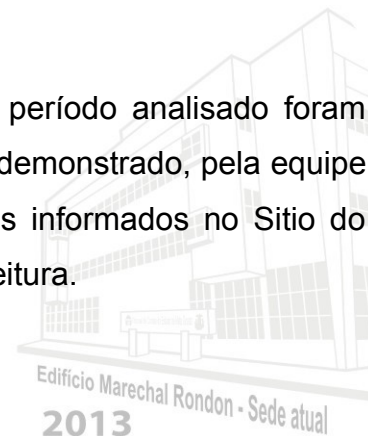 período analisado foram
demonstrado, pela equipe
s informados no Sitio do
eitura.
Edifício Marechal Rondon - Sede atual
2013